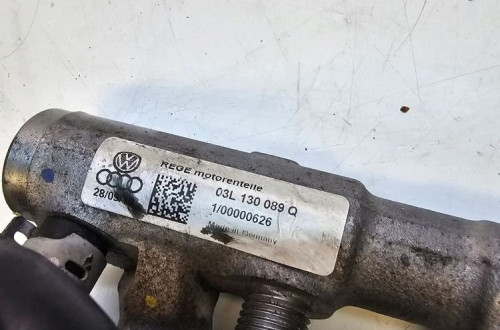 REGE motorenteile
28/09
03L 130 089 Q
1/00000626
Made in Germany